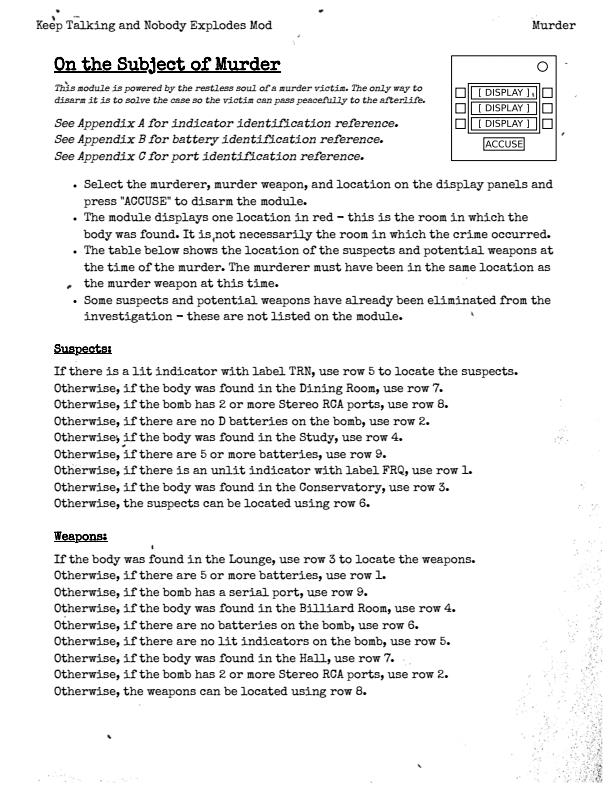 Keep Talking and Nobody Explodes Mod
Murder
On the Subject of Murder
This module is powered by the restless soul of a murder victim. The only way to
disarm it is to solve the case so the victim can pass peacefully to the afterlife.
See Appendix A for indicator identification reference.
See Appendix B for battery identification reference.
See Appendix C for port identification reference.
[ DISPLAY ]
[ DISPLAY ]
[ DISPLAY ]
ACCUSE
• Select the murderer, murder weapon, and location on the display panels and
press "ACCUSE" to disarm the module.
• The module displays one location in red – this is the room in which the
body was found. It is not necessarily the room in which the crime occurred.
• The table below shows the location of the suspects and potential weapons at
the time of the murder. The murderer must have been in the same location as
the murder weapon at this time.
• Some suspects and potential weapons have already been eliminated from the
investigation – these are not listed on the module.
Suspects:
If there is a lit indicator with label TRN, use row 5 to locate the suspects.
Otherwise, if the body was found in the Dining Room, use row 7.
Otherwise, if the bomb has 2 or more Stereo RCA ports, use row 8.
Otherwise, if there are no D batteries on the bomb, use row 2.
Otherwise, if the body was found in the Study, use row 4.
Otherwise, if there are 5 or more batteries, use row 9.
Otherwise, if there is an unlit indicator with label FRQ, use row 1.
Otherwise, if the body was found in the Conservatory, use row 3.
Otherwise, the suspects can be located using row 6.
Weapons:
If the body was found in the Lounge, use row 3 to locate the weapons.
Otherwise, if there are 5 or more batteries, use row 1.
Otherwise, if the bomb has a serial port, use row 9.
Otherwise, if the body was found in the Billiard Room, use row 4.
Otherwise, if there are no batteries on the bomb, use row 6.
Otherwise, if there are no lit indicators on the bomb, use row 5.
Otherwise, if the body was found in the Hall, use row 7.
Otherwise, if the bomb has 2 or more Stereo RCA ports, use row 2.
Otherwise, the weapons can be located using row 8.